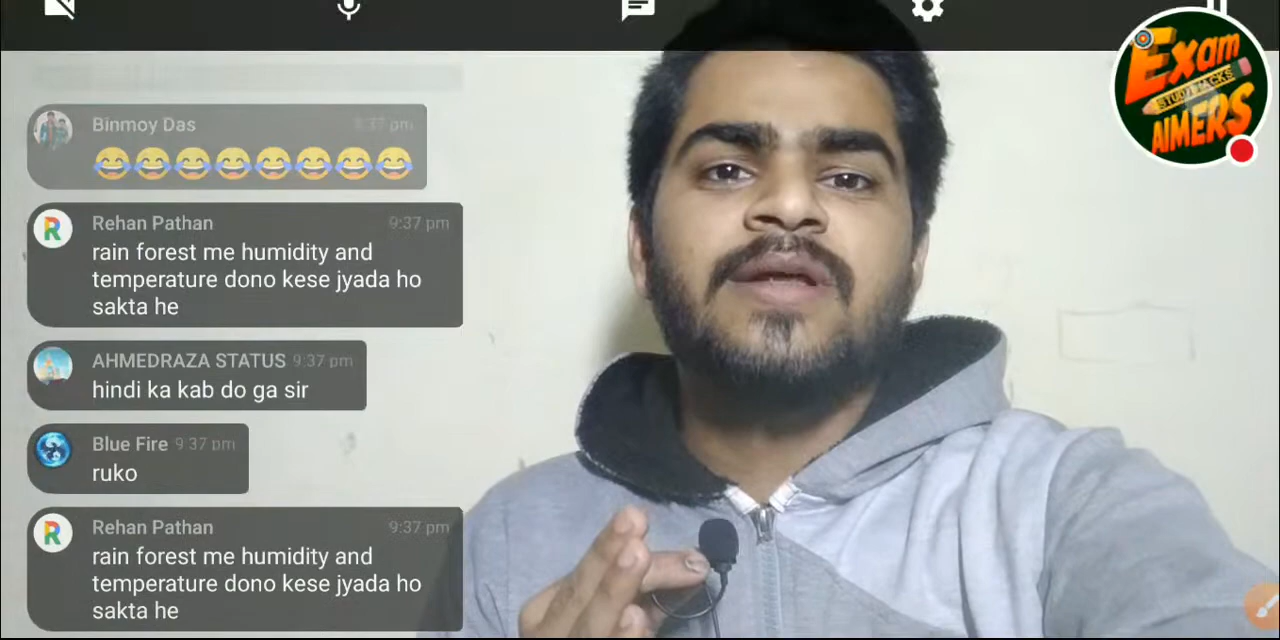 Exam
STUDY HACKS
AIMERS
Binmoy Das 9:37 pm
😂😂😂😂😂😂😂😂
Rehan Pathan 9:37 pm
rain forest me humidity and
temperature dono kese jyada ho
sakta he
AHMEDRAZA STATUS 9:37 pm
hindi ka kab do ga sir
Blue Fire 9:37 pm
ruko
Rehan Pathan 9:37 pm
rain forest me humidity and
temperature dono kese jyada ho
sakta he